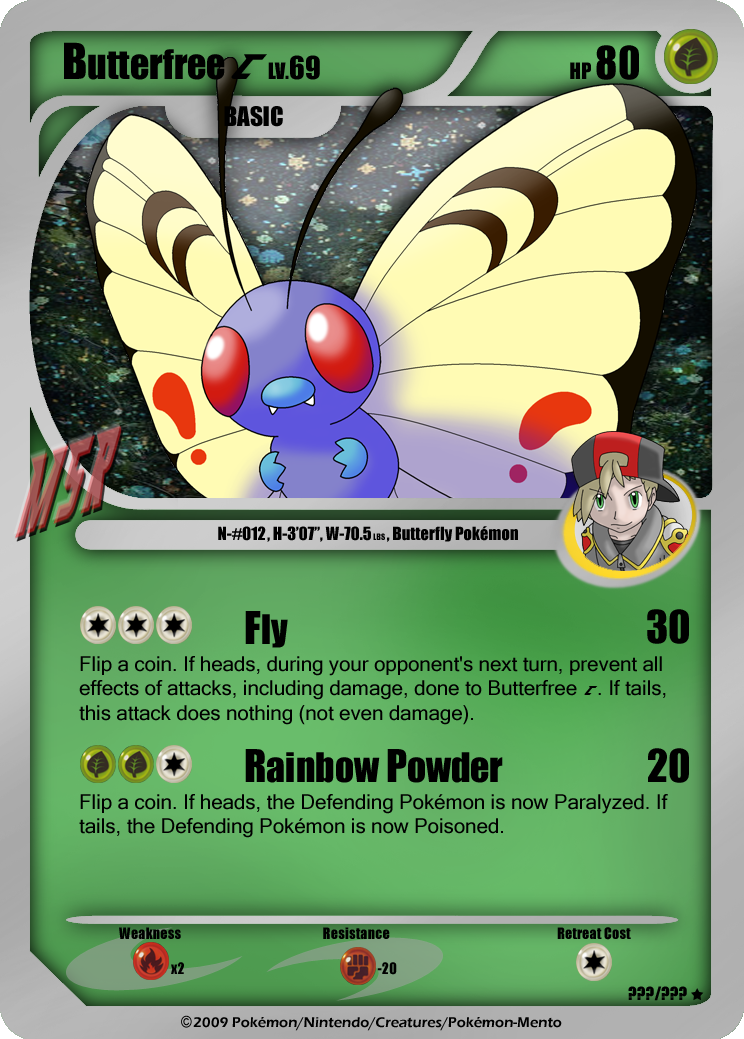 Butterfree LV.69
HP 80
BASIC
MSR
N-#012, H-3'07", W-70.5 LBS, Butterfly Pokémon
Fly 30
Flip a coin. If heads, during your opponent's next turn, prevent all
effects of attacks, including damage, done to Butterfree . If tails,
this attack does nothing (not even damage).
Rainbow Powder 20
Flip a coin. If heads, the Defending Pokémon is now Paralyzed. If
tails, the Defending Pokémon is now Poisoned.
Weakness Resistance Retreat Cost
x2 -20
???/??? ★
©2009 Pokémon/Nintendo/Creatures/Pokémon-Mento